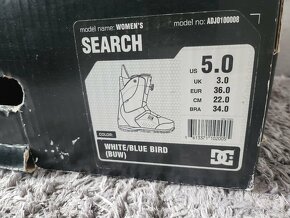 model name: WOMEN'S
model no: ADJO100008
SEARCH
US 5.0
UK 3.0
EUR 36.0
CM 22.0
BRA 34.0
COLOR:
WHITE/BLUE BIRD
(BUW)
DC